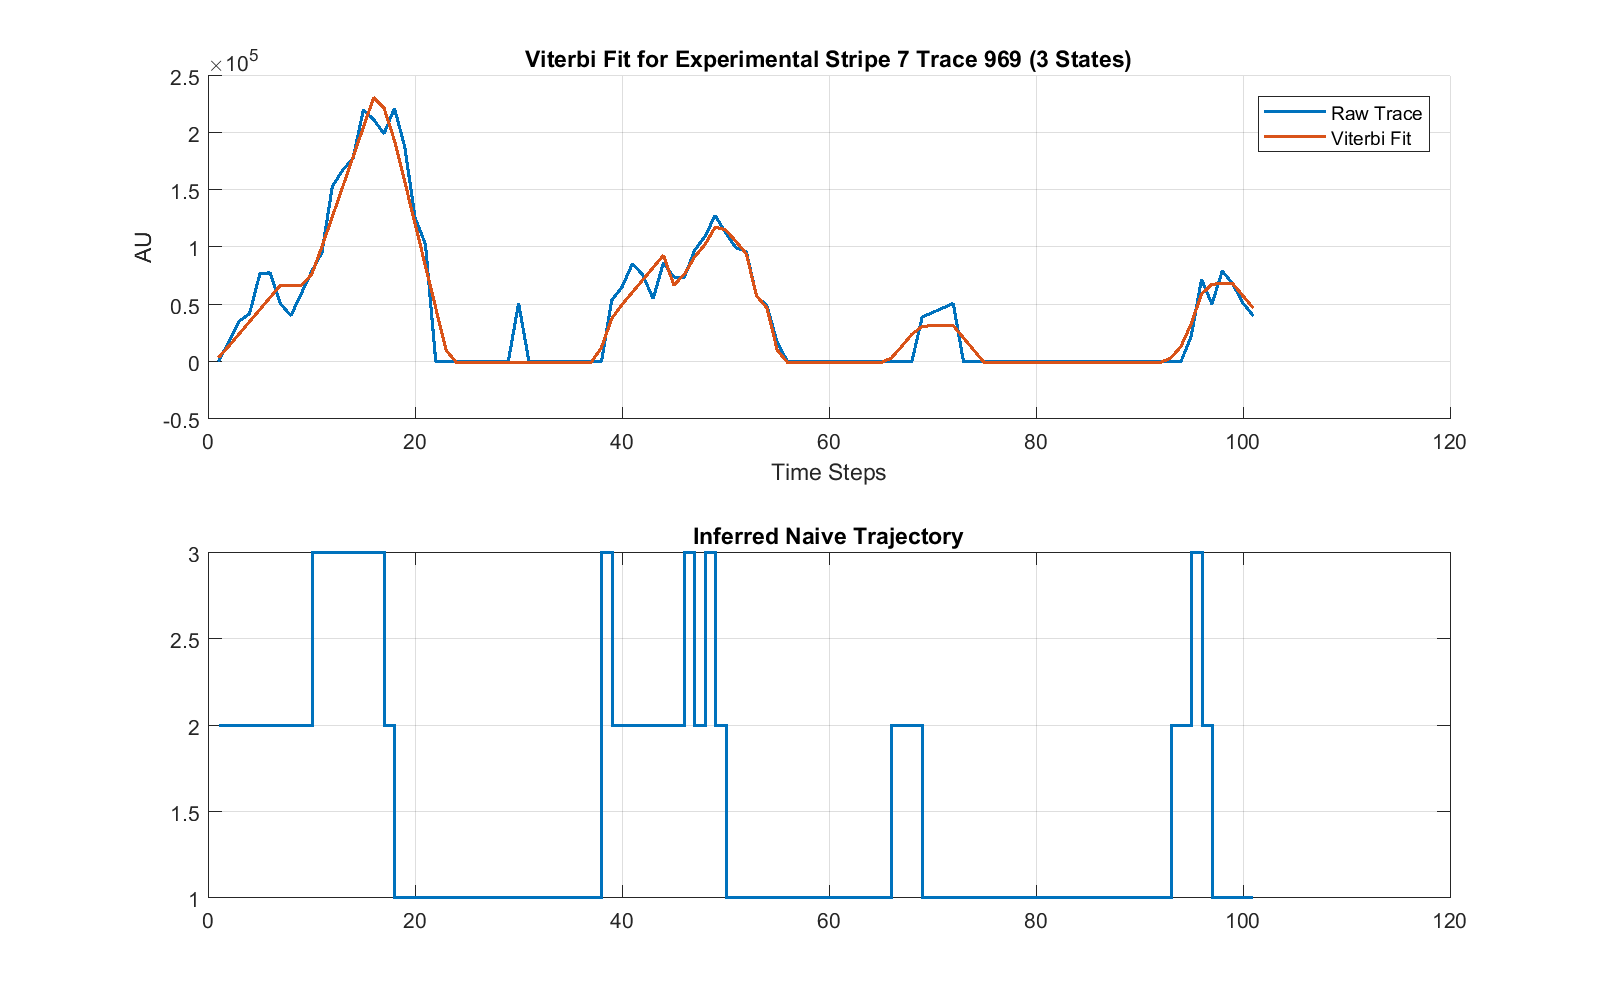 Viterbi Fit for Experimental Stripe 7 Trace 969 (3 States)
×10^5
2.5
2
1.5
1
0.5
0
-0.5
AU
Raw Trace
Viterbi Fit
0 20 40 60 80 100 120
Time Steps
Inferred Naive Trajectory
3
2.5
2
1.5
1
0 20 40 60 80 100 120